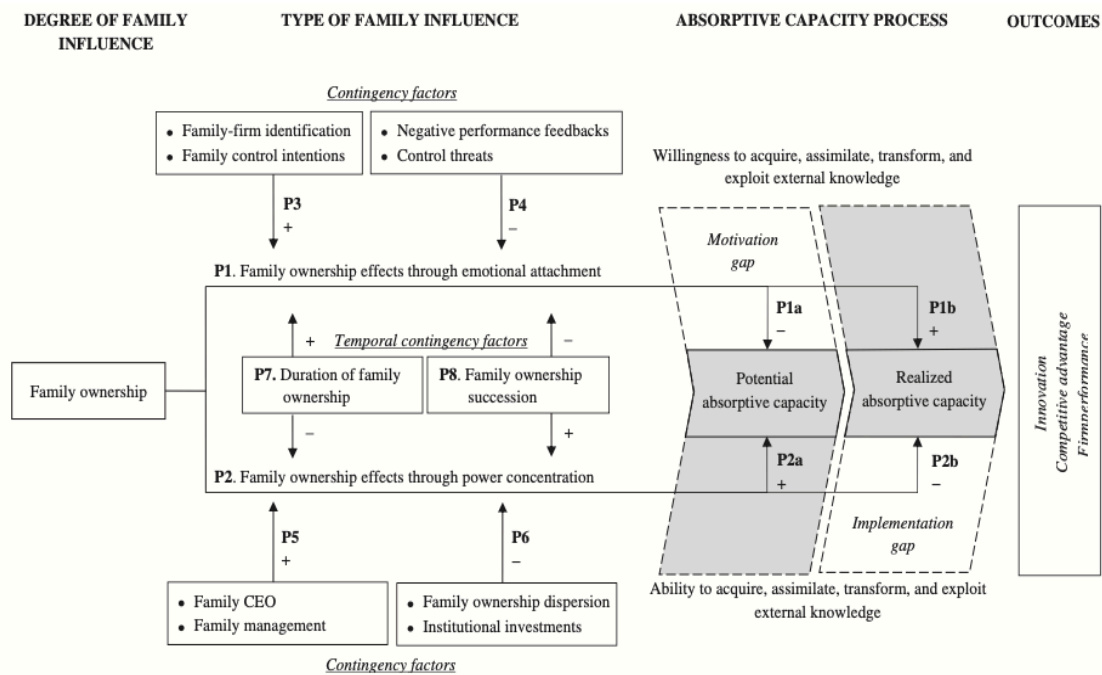 DEGREE OF FAMILY
INFLUENCE
TYPE OF FAMILY INFLUENCE
ABSORPTIVE CAPACITY PROCESS
OUTCOMES
Contingency factors
• Family-firm identification
• Family control intentions
• Negative performance feedbacks
• Control threats
P3
+
P4
–
P1. Family ownership effects through emotional attachment
+
Temporal contingency factors
–
P7. Duration of family
ownership
P8. Family ownership
succession
–
+
Family ownership
P2. Family ownership effects through power concentration
P5
+
P6
–
• Family CEO
• Family management
• Family ownership dispersion
• Institutional investments
Contingency factors
Willingness to acquire, assimilate, transform, and
exploit external knowledge
Motivation
gap
P1a
–
P1b
+
Potential
absorptive capacity
Realized
absorptive capacity
P2a
+
P2b
–
Implementation
gap
Ability to acquire, assimilate, transform, and exploit
external knowledge
Innovation
Competitive advantage
Firmperformance